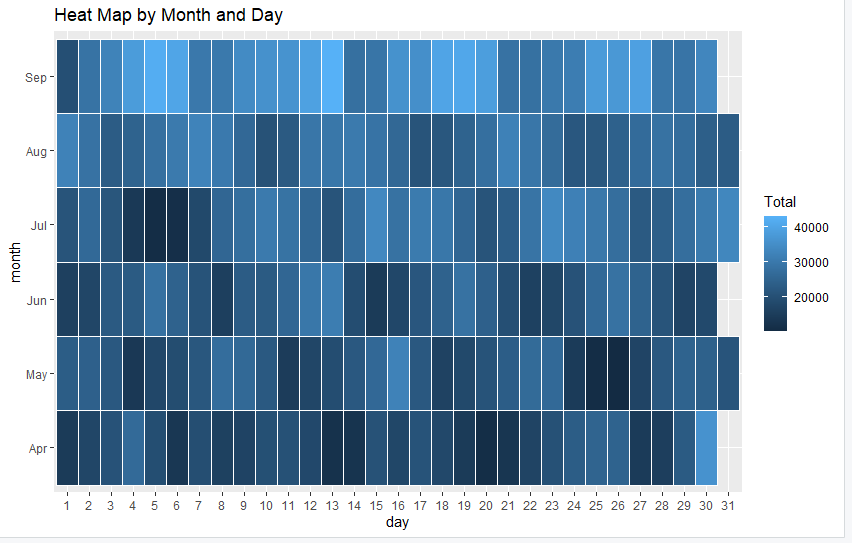 Heat Map by Month and Day
Sep
Aug
Jul
Jun
May
Apr
month
1 2 3 4 5 6 7 8 9 10 11 12 13 14 15 16 17 18 19 20 21 22 23 24 25 26 27 28 29 30 31
day
Total
40000
30000
20000